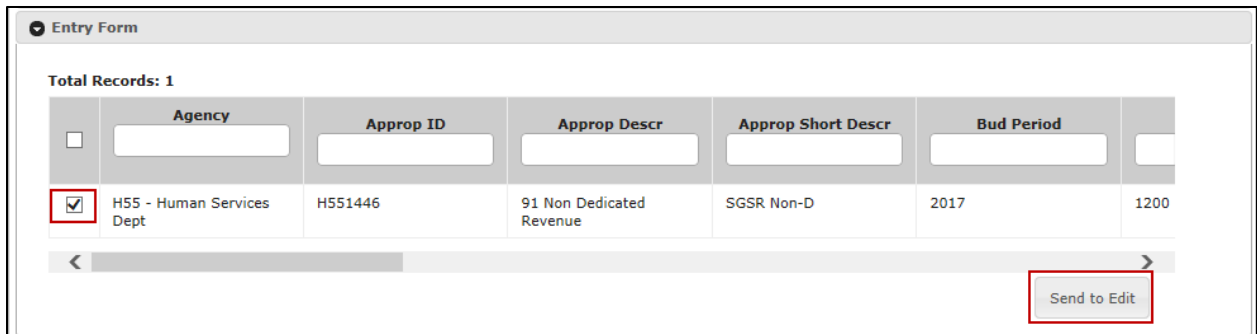 Entry Form
Total Records: 1
Agency Approp ID Approp Descr Approp Short Descr Bud Period
H55 - Human Services Dept H551446 91 Non Dedicated Revenue SGSR Non-D 2017 1200
Send to Edit